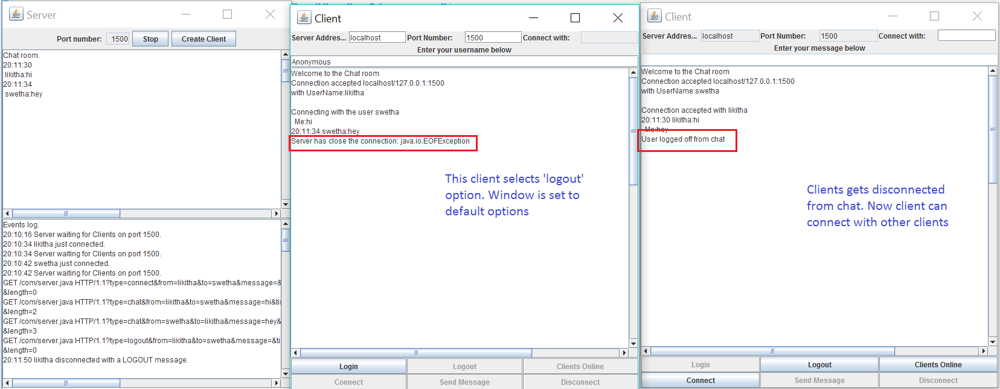 Server
Port number: 1500 Stop Create Client
Chat room.
20:11:30
likitha:hi
20:11:34
swetha:hey
Events log.
20:10:16 Server waiting for Clients on port 1500.
20:10:34 likitha just connected.
20:10:34 Server waiting for Clients on port 1500.
20:10:42 swetha just connected.
20:10:42 Server waiting for Clients on port 1500.
GET /com/server.java HTTP/1.1?type=connect&from=likitha&to=swetha&message=&
&length=0
GET /com/server.java HTTP/1.1?type=chat&from=likitha&to=swetha&message=hi&ti
&length=2
GET /com/server.java HTTP/1.1?type=chat&from=swetha&to=likitha&message=hey&
&length=3
GET /com/server.java HTTP/1.1?type=logout&from=likitha&to=swetha&message=&ti
&length=0
20:11:50 likitha disconnected with a LOGOUT message.
Client
Server Addres... localhost Port Number: 1500 Connect with:
Enter your username below
Anonymous
Welcome to the Chat room
Connection accepted localhost/127.0.0.1:1500
with UserName:likitha
Connecting with the user swetha
Me:hi
20:11:34 swetha:hey
Server has close the connection: java.io.EOFException
This client selects 'logout'
option. Window is set to
default options
Login Logout Clients Online
Connect Send Message Disconnect
Client
Server Addres... localhost Port Number: 1500 Connect with:
Enter your message below
Welcome to the Chat room
Connection accepted localhost/127.0.0.1:1500
with UserName:swetha
Connection accepted with likitha
20:11:30 likitha:hi
Me:hey
User logged off from chat
Clients gets disconnected
from chat. Now client can
connect with other clients
Login Logout Clients Online
Connect Send Message Disconnect